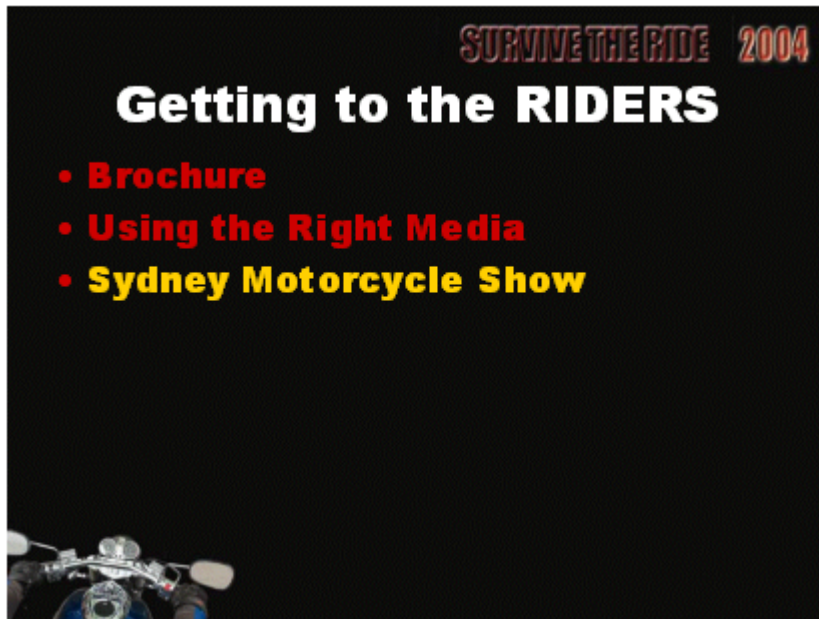 SURVIVE THE RIDE 2004
Getting to the RIDERS
• Brochure
• Using the Right Media
• Sydney Motorcycle Show